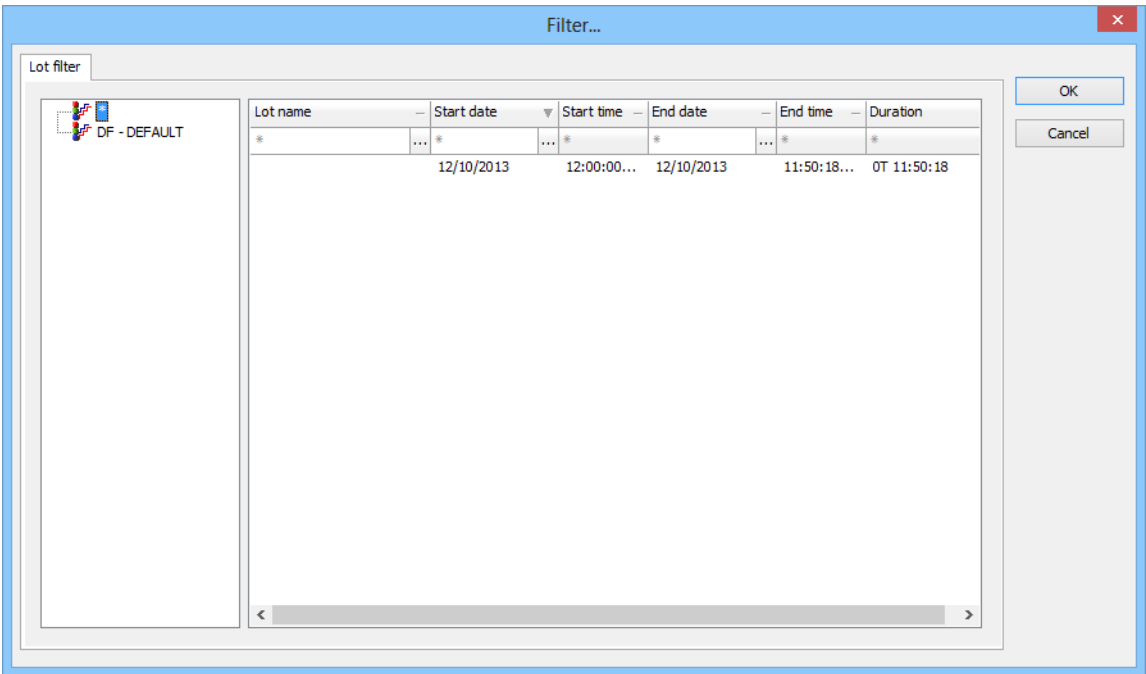 Filter...
Lot filter
OK
Cancel
*
DF - DEFAULT
Lot name Start date Start time End date End time Duration
* ... * ... * * ... * *
12/10/2013 12:00:00... 12/10/2013 11:50:18... 0T 11:50:18